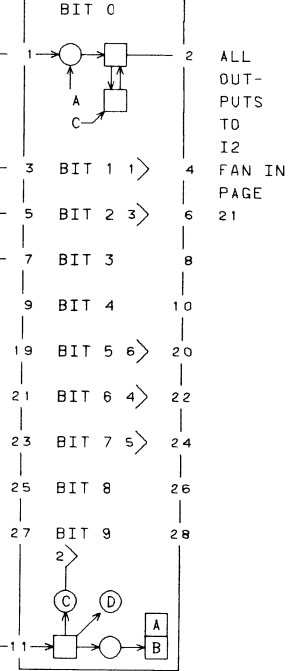 BIT 0
1 2 ALL
OUT-
A PUTS
C TO
I2
3 BIT 1 1 4 FAN IN
PAGE
5 BIT 2 3 6 21
7 BIT 3 8
9 BIT 4 10
19 BIT 5 6 20
21 BIT 6 4 22
23 BIT 7 5 24
25 BIT 8 26
27 BIT 9 28
2
C D
A
11 B